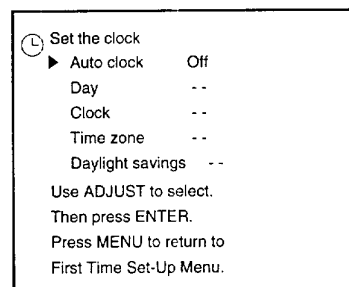 Set the clock
▶ Auto clock Off
Day - -
Clock - -
Time zone - -
Daylight savings - -
Use ADJUST to select.
Then press ENTER.
Press MENU to return to
First Time Set-Up Menu.